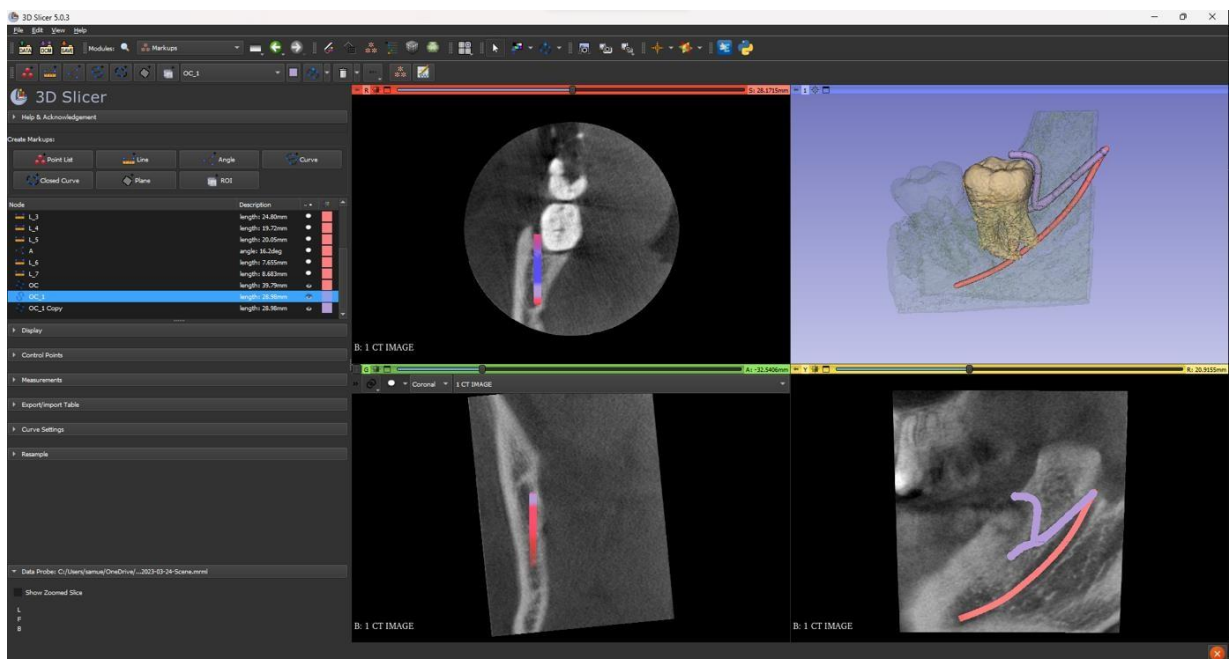 3D Slicer 5.0.3
File Edit View Help
DATA DCM SAVE Modules: Markups
OC_1
3D Slicer
Help & Acknowledgement
Create Markups:
Point List Line Angle Curve
Closed Curve Plane ROI
Node Description
L_3 length: 24.80mm
L_4 length: 19.72mm
L_5 length: 20.05mm
A angle: 16.2deg
L_6 length: 7.655mm
L_7 length: 8.683mm
OC length: 39.79mm
OC_1 length: 28.98mm
OC_1 Copy length: 28.98mm
Display
Control Points
Measurements
Export/Import Table
Curve Settings
Resample
Data Probe: C:/Users/samue/OneDrive/...2023-03-24-Scene.mrml
Show Zoomed Slice
L
F
B
R S: 28.1715mm
B: 1 CT IMAGE
1
G A: -32.5406mm
Coronal 1 CT IMAGE
B: 1 CT IMAGE
Y R: 20.9155mm
B: 1 CT IMAGE